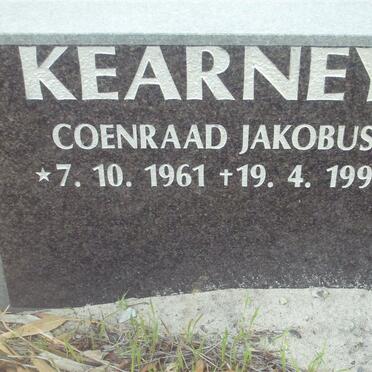 KEARNEY
COENRAAD JAKOBUS
★7. 10. 1961 †19. 4. 199